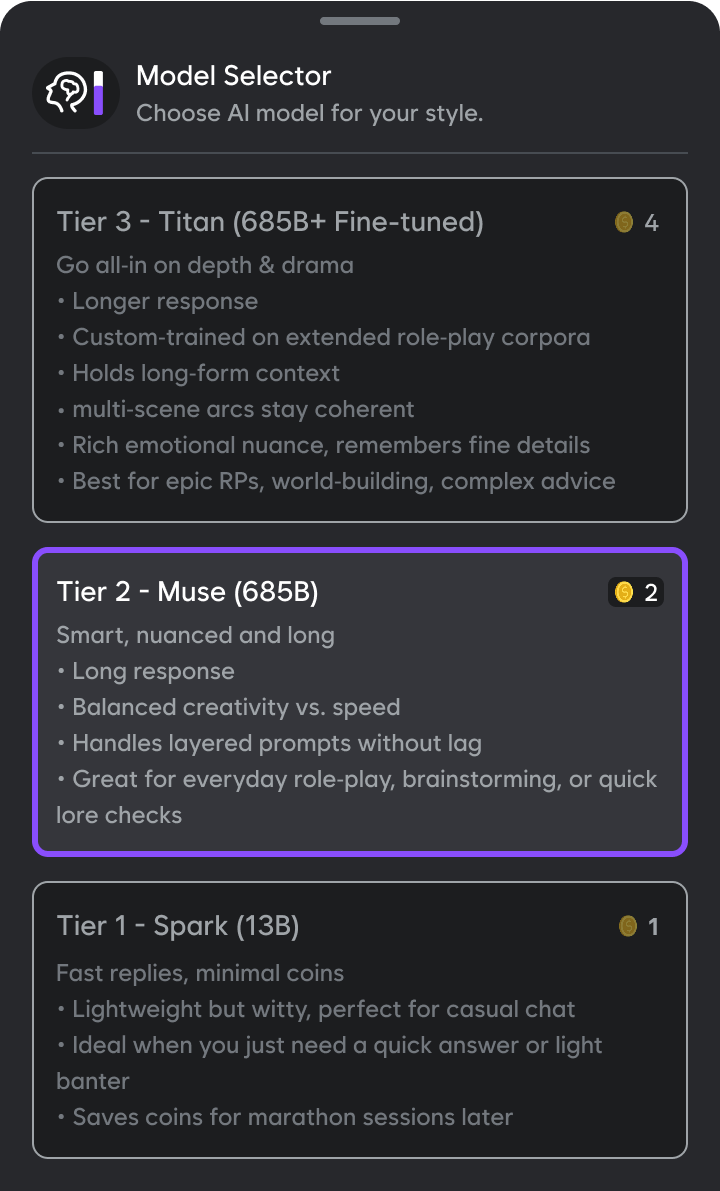 Model Selector
Choose AI model for your style.
Tier 3 - Titan (685B+ Fine-tuned)
4
Go all-in on depth & drama
• Longer response
• Custom-trained on extended role-play corpora
• Holds long-form context
• multi-scene arcs stay coherent
• Rich emotional nuance, remembers fine details
• Best for epic RPs, world-building, complex advice
Tier 2 - Muse (685B)
2
Smart, nuanced and long
• Long response
• Balanced creativity vs. speed
• Handles layered prompts without lag
• Great for everyday role-play, brainstorming, or quick
lore checks
Tier 1 - Spark (13B)
1
Fast replies, minimal coins
• Lightweight but witty, perfect for casual chat
• Ideal when you just need a quick answer or light
banter
• Saves coins for marathon sessions later